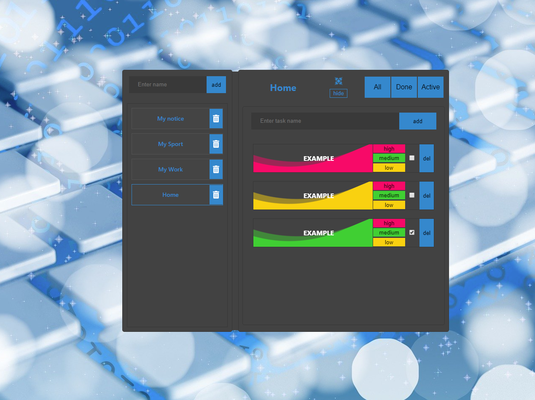 Enter name
add
My notice
My Sport
My Work
Home
Home
hello
All
Done
Active
Enter task name
add
EXAMPLE
high
medium
low
del
EXAMPLE
high
medium
low
del
EXAMPLE
high
medium
low
del